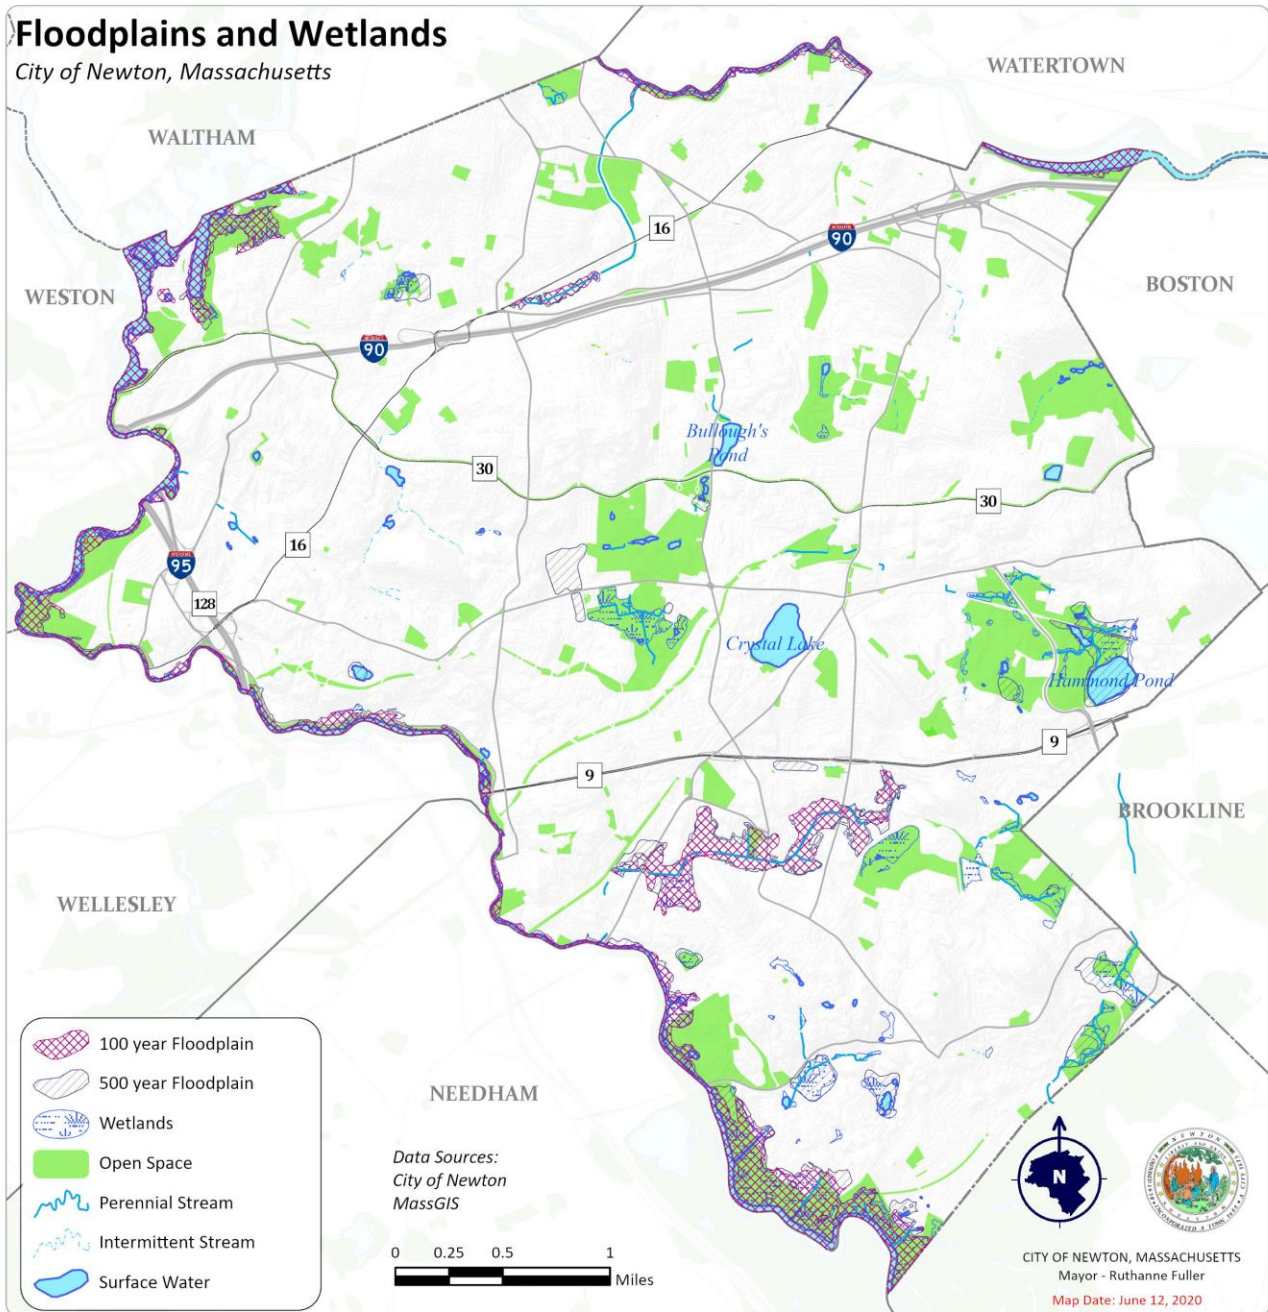 Floodplains and Wetlands
City of Newton, Massachusetts
WATERTOWN
WALTHAM
16
90
WESTON
BOSTON
90
Bullough's
Pond
30
30
16
95
128
Crystal Lake
Hammond Pond
9
9
BROOKLINE
WELLESLEY
NEEDHAM
100 year Floodplain
500 year Floodplain
Wetlands
Open Space
Perennial Stream
Intermittent Stream
Surface Water
Data Sources:
City of Newton
MassGIS
0 0.25 0.5 1
Miles
N
CITY OF NEWTON, MASSACHUSETTS
Mayor - Ruthanne Fuller
Map Date: June 12, 2020